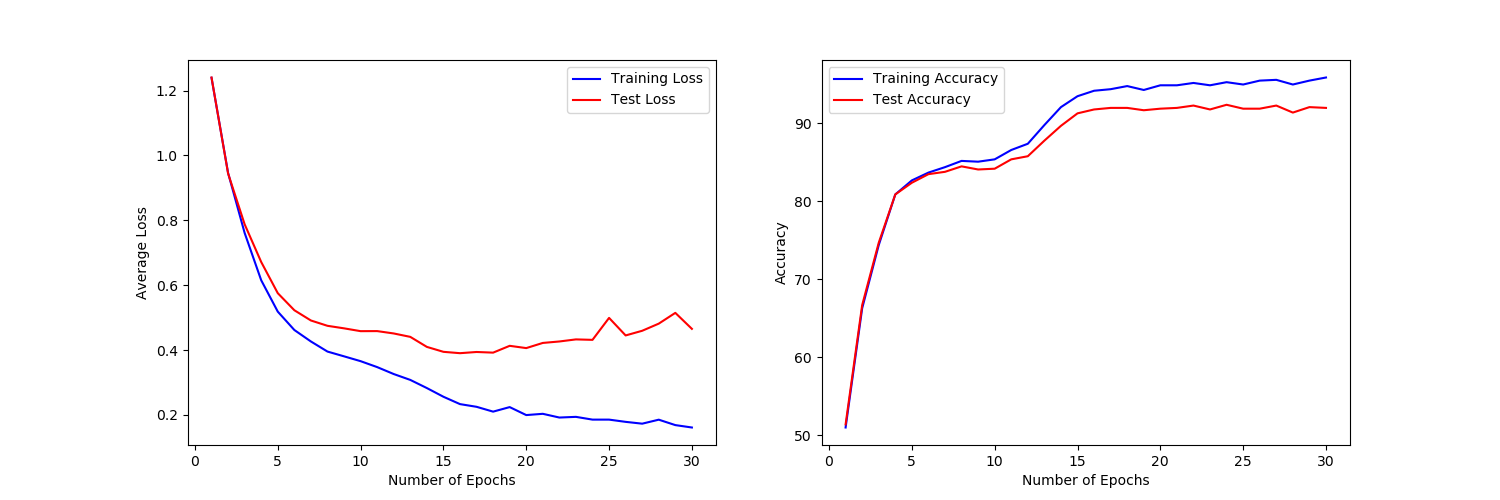 Training Loss
Test Loss
1.2
1.0
0.8
0.6
0.4
0.2
Average Loss
0 5 10 15 20 25 30
Number of Epochs
Training Accuracy
Test Accuracy
90
80
70
60
50
Accuracy
0 5 10 15 20 25 30
Number of Epochs